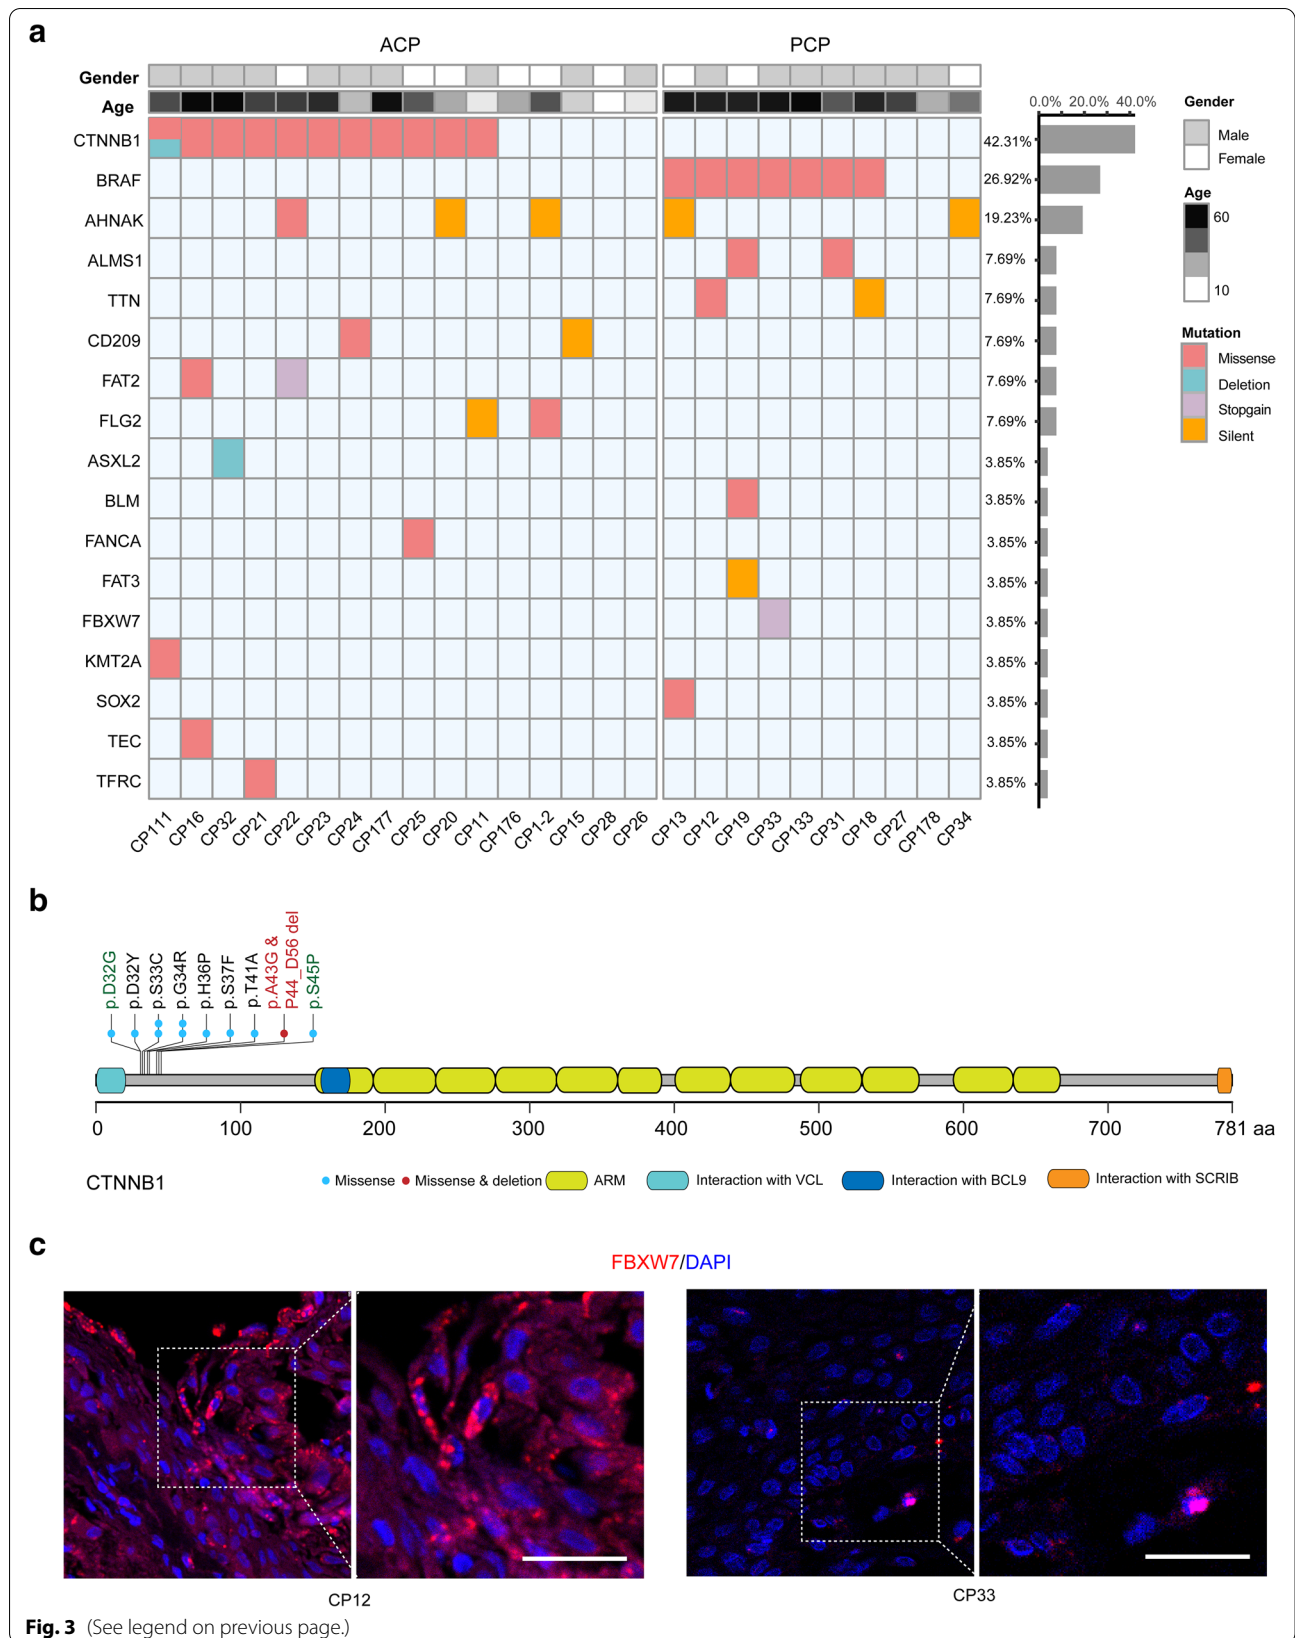 a
ACP PCP
Gender
Age
0.0% 20.0% 40.0%
CTNNB1 42.31%
BRAF 26.92%
AHNAK 19.23%
ALMS1 7.69%
TTN 7.69%
CD209 7.69%
FAT2 7.69%
FLG2 7.69%
ASXL2 3.85%
BLM 3.85%
FANCA 3.85%
FAT3 3.85%
FBXW7 3.85%
KMT2A 3.85%
SOX2 3.85%
TEC 3.85%
TFRC 3.85%
CP111 CP16 CP32 CP21 CP22 CP23 CP24 CP177 CP25 CP20 CP11 CP176 CP1-2 CP15 CP28 CP26 CP13 CP12 CP19 CP33 CP133 CP31 CP18 CP27 CP178 CP34
Gender
Male
Female
Age
60
10
Mutation
Missense
Deletion
Stopgain
Silent
b
p.D32G
p.D32Y
p.S33C
p.G34R
p.H36P
p.S37F
p.T41A
p.A43G &
P44_D56 del
p.S45P
0 100 200 300 400 500 600 700 781 aa
CTNNB1
Missense Missense & deletion ARM Interaction with VCL Interaction with BCL9 Interaction with SCRIB
c
FBXW7/DAPI
CP12 CP33
Fig. 3 (See legend on previous page.)